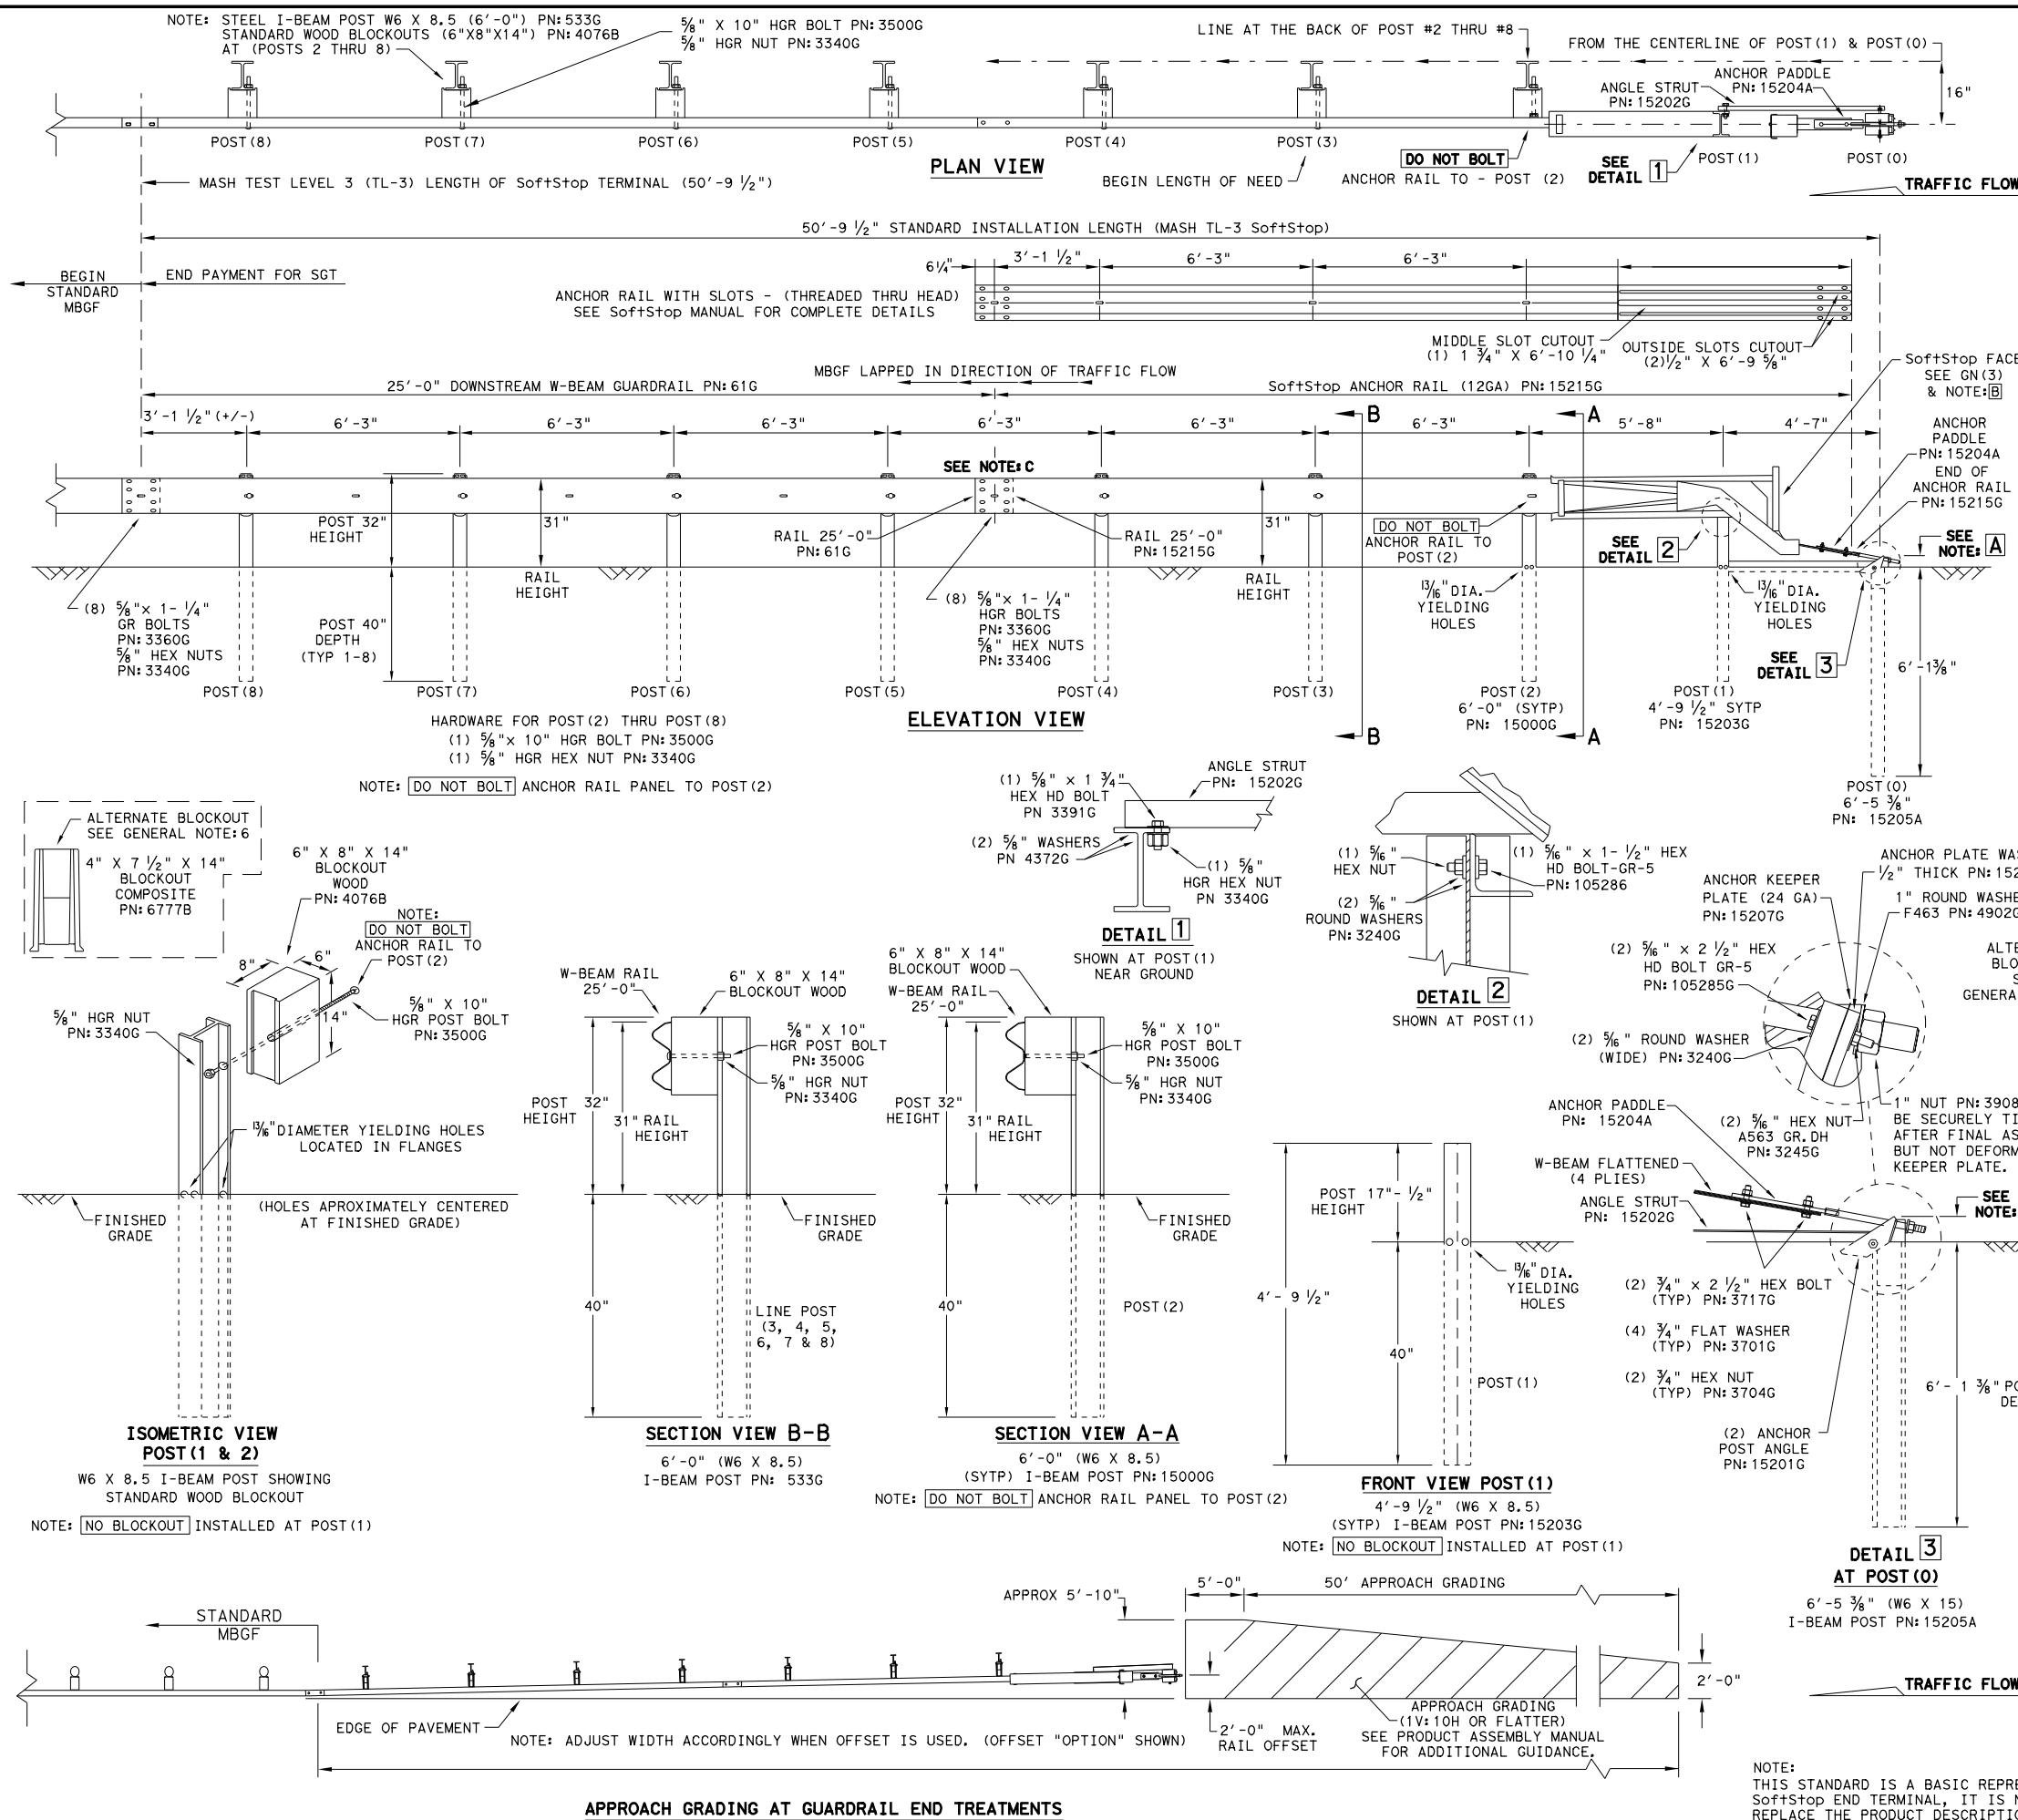 NOTE: STEEL I-BEAM POST W6 X 8.5 (6'-0") PN:533G
STANDARD WOOD BLOCKOUTS (6"X8"X14") PN:4076B
AT (POSTS 2 THRU 8)
5/8" X 10" HGR BOLT PN:3500G
5/8" HGR NUT PN:3340G
LINE AT THE BACK OF POST #2 THRU #8
FROM THE CENTERLINE OF POST(1) & POST(0)
ANGLE STRUT
PN:15202G
ANCHOR PADDLE
PN:15204A
16"
POST(8)
POST(7)
POST(6)
POST(5)
POST(4)
POST(3)
POST(1)
POST(0)
PLAN VIEW
BEGIN LENGTH OF NEED
DO NOT BOLT
ANCHOR RAIL TO - POST (2)
SEE
DETAIL 1
TRAFFIC FLOW
MASH TEST LEVEL 3 (TL-3) LENGTH OF SoftStop TERMINAL (50'-9 1/2")
50'-9 1/2" STANDARD INSTALLATION LENGTH (MASH TL-3 SoftStop)
BEGIN
STANDARD
MBGF
END PAYMENT FOR SGT
6 1/4"
3'-1 1/2"
6'-3"
6'-3"
ANCHOR RAIL WITH SLOTS - (THREADED THRU HEAD)
SEE SoftStop MANUAL FOR COMPLETE DETAILS
MIDDLE SLOT CUTOUT
(1) 1 3/4" X 6'-10 1/4"
OUTSIDE SLOTS CUTOUT
(2)1/2" X 6'-9 5/8"
MBGF LAPPED IN DIRECTION OF TRAFFIC FLOW
25'-0" DOWNSTREAM W-BEAM GUARDRAIL PN:61G
SoftStop ANCHOR RAIL (12GA) PN:15215G
SoftStop FACE
SEE GN(3)
& NOTE:B
3'-1 1/2"(+/-)
6'-3"
6'-3"
6'-3"
6'-3"
6'-3"
6'-3"
5'-8"
4'-7"
B
A
ANCHOR
PADDLE
PN:15204A
END OF
ANCHOR RAIL
PN:15215G
SEE NOTE:C
POST 32"
HEIGHT
31"
RAIL
HEIGHT
RAIL 25'-0"
PN:61G
RAIL 25'-0"
PN:15215G
31"
RAIL
HEIGHT
DO NOT BOLT
ANCHOR RAIL TO
POST(2)
SEE
DETAIL 2
SEE
NOTE: A
(8) 5/8"x 1- 1/4"
GR BOLTS
PN:3360G
5/8" HEX NUTS
PN:3340G
POST 40"
DEPTH
(TYP 1-8)
(8) 5/8"x 1- 1/4"
HGR BOLTS
PN:3360G
5/8" HEX NUTS
PN:3340G
13/16" DIA.
YIELDING
HOLES
13/16" DIA.
YIELDING
HOLES
SEE
DETAIL 3
6'-1 3/8"
POST(8)
POST(7)
POST(6)
POST(5)
POST(4)
POST(3)
POST(2)
6'-0" (SYTP)
PN: 15000G
POST(1)
4'-9 1/2" SYTP
PN: 15203G
HARDWARE FOR POST(2) THRU POST(8)
(1) 5/8"x 10" HGR BOLT PN:3500G
(1) 5/8" HGR HEX NUT PN:3340G
ELEVATION VIEW
B
A
NOTE: DO NOT BOLT ANCHOR RAIL PANEL TO POST(2)
POST(0)
6'-5 3/8"
PN: 15205A
ALTERNATE BLOCKOUT
SEE GENERAL NOTE:6
4" X 7 1/2" X 14"
BLOCKOUT
COMPOSITE
PN:6777B
6" X 8" X 14"
BLOCKOUT
WOOD
PN:4076B
NOTE:
DO NOT BOLT
ANCHOR RAIL TO
POST(2)
8"
6"
14"
5/8" HGR NUT
PN:3340G
5/8" X 10"
HGR POST BOLT
PN:3500G
13/16"DIAMETER YIELDING HOLES
LOCATED IN FLANGES
(HOLES APROXIMATELY CENTERED
AT FINISHED GRADE)
FINISHED
GRADE
ISOMETRIC VIEW
POST(1 & 2)
W6 X 8.5 I-BEAM POST SHOWING
STANDARD WOOD BLOCKOUT
NOTE: NO BLOCKOUT INSTALLED AT POST(1)
(1) 5/8" x 1 3/4"
HEX HD BOLT
PN 3391G
ANGLE STRUT
PN: 15202G
(2) 5/8" WASHERS
PN 4372G
(1) 5/8"
HGR HEX NUT
PN 3340G
DETAIL 1
SHOWN AT POST(1)
NEAR GROUND
(1) 5/16"
HEX NUT
(1) 5/16" x 1- 1/2" HEX
HD BOLT-GR-5
PN:105286
(2) 5/16"
ROUND WASHERS
PN:3240G
DETAIL 2
SHOWN AT POST(1)
ANCHOR KEEPER
PLATE (24 GA)
PN:15207G
ANCHOR PLATE
1/2" THICK
1" ROUND
F463 PN:4902G
(2) 5/16" x 2 1/2" HEX
HD BOLT GR-5
PN:105285G
(2) 5/16" ROUND WASHER
(WIDE) PN:3240G
(2) 5/16" HEX NUT
A563 GR.DH
PN:3245G
1" NUT PN:3908
BE SECURELY
AFTER FINAL
BUT NOT
KEEPER PLATE.
W-BEAM RAIL
25'-0"
6" X 8" X 14"
BLOCKOUT WOOD
5/8" X 10"
HGR POST BOLT
PN:3500G
5/8" HGR NUT
PN:3340G
POST 32"
HEIGHT
31" RAIL
HEIGHT
FINISHED
GRADE
40"
LINE POST
(3, 4, 5,
6, 7 & 8)
SECTION VIEW B-B
6'-0" (W6 X 8.5)
I-BEAM POST PN: 533G
6" X 8" X 14"
BLOCKOUT WOOD
W-BEAM RAIL
25'-0"
5/8" X 10"
HGR POST BOLT
PN:3500G
5/8" HGR NUT
PN:3340G
POST 32"
HEIGHT
31" RAIL
HEIGHT
FINISHED
GRADE
40"
POST(2)
SECTION VIEW A-A
6'-0" (W6 X 8.5)
(SYTP) I-BEAM POST PN:15000G
NOTE: DO NOT BOLT ANCHOR RAIL PANEL TO POST(2)
POST 17"- 1/2"
HEIGHT
4'- 9 1/2"
13/16" DIA.
YIELDING
HOLES
40"
POST(1)
FRONT VIEW POST(1)
4'-9 1/2" (W6 X 8.5)
(SYTP) I-BEAM POST PN:15203G
NOTE: NO BLOCKOUT INSTALLED AT POST(1)
ANCHOR PADDLE
PN: 15204A
W-BEAM FLATTENED
(4 PLIES)
ANGLE STRUT
PN: 15202G
SEE
NOTE:
(2) 3/4" x 2 1/2" HEX BOLT
(TYP) PN:3717G
(4) 3/4" FLAT WASHER
(TYP) PN:3701G
(2) 3/4" HEX NUT
(TYP) PN:3704G
(2) ANCHOR
POST ANGLE
PN:15201G
6'- 1 3/8"
DETAIL 3
AT POST(0)
6'-5 3/8" (W6 X 15)
I-BEAM POST PN:15205A
STANDARD
MBGF
APPROX 5'-10"
5'-0"
50' APPROACH GRADING
2'-0"
TRAFFIC FLOW
EDGE OF PAVEMENT
NOTE: ADJUST WIDTH ACCORDINGLY WHEN OFFSET IS USED. (OFFSET "OPTION" SHOWN)
2'-0" MAX.
RAIL OFFSET
APPROACH GRADING
(1V:10H OR FLATTER)
SEE PRODUCT ASSEMBLY MANUAL
FOR ADDITIONAL GUIDANCE.
APPROACH GRADING AT GUARDRAIL END TREATMENTS
NOTE:
THIS STANDARD IS A BASIC
SoftStop END TERMINAL, IT IS
REPLACE THE PRODUCT